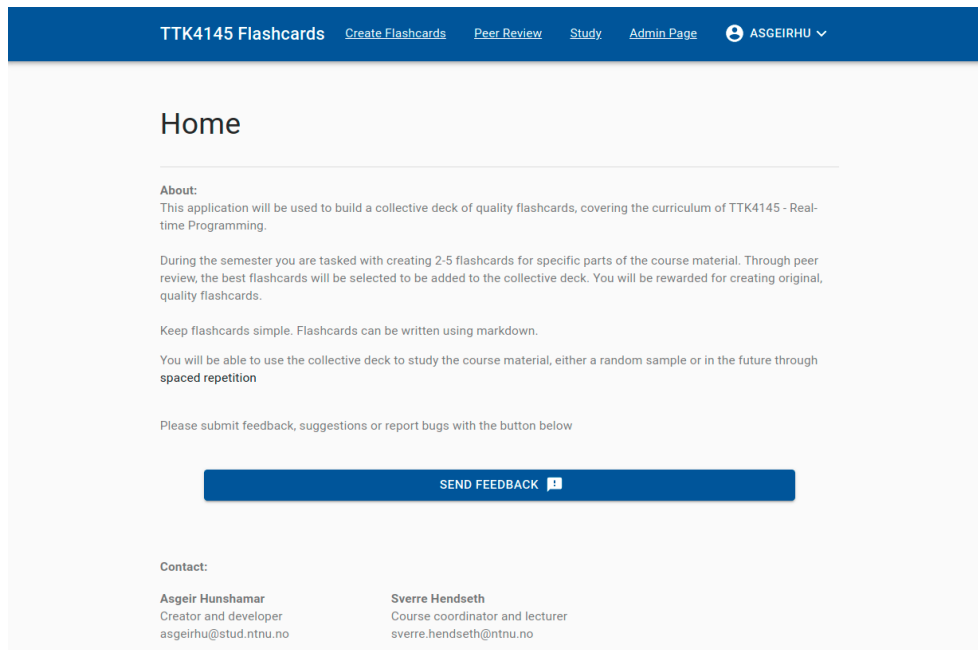 TTK4145 Flashcards Create Flashcards Peer Review Study Admin Page ASGEIRHU
Home
About:
This application will be used to build a collective deck of quality flashcards, covering the curriculum of TTK4145 - Real-
time Programming.
During the semester you are tasked with creating 2-5 flashcards for specific parts of the course material. Through peer
review, the best flashcards will be selected to be added to the collective deck. You will be rewarded for creating original,
quality flashcards.
Keep flashcards simple. Flashcards can be written using markdown.
You will be able to use the collective deck to study the course material, either a random sample or in the future through
spaced repetition
Please submit feedback, suggestions or report bugs with the button below
SEND FEEDBACK
Contact:
Asgeir Hunshamar Sverre Hendseth
Creator and developer Course coordinator and lecturer
asgeirhu@stud.ntnu.no sverre.hendseth@ntnu.no